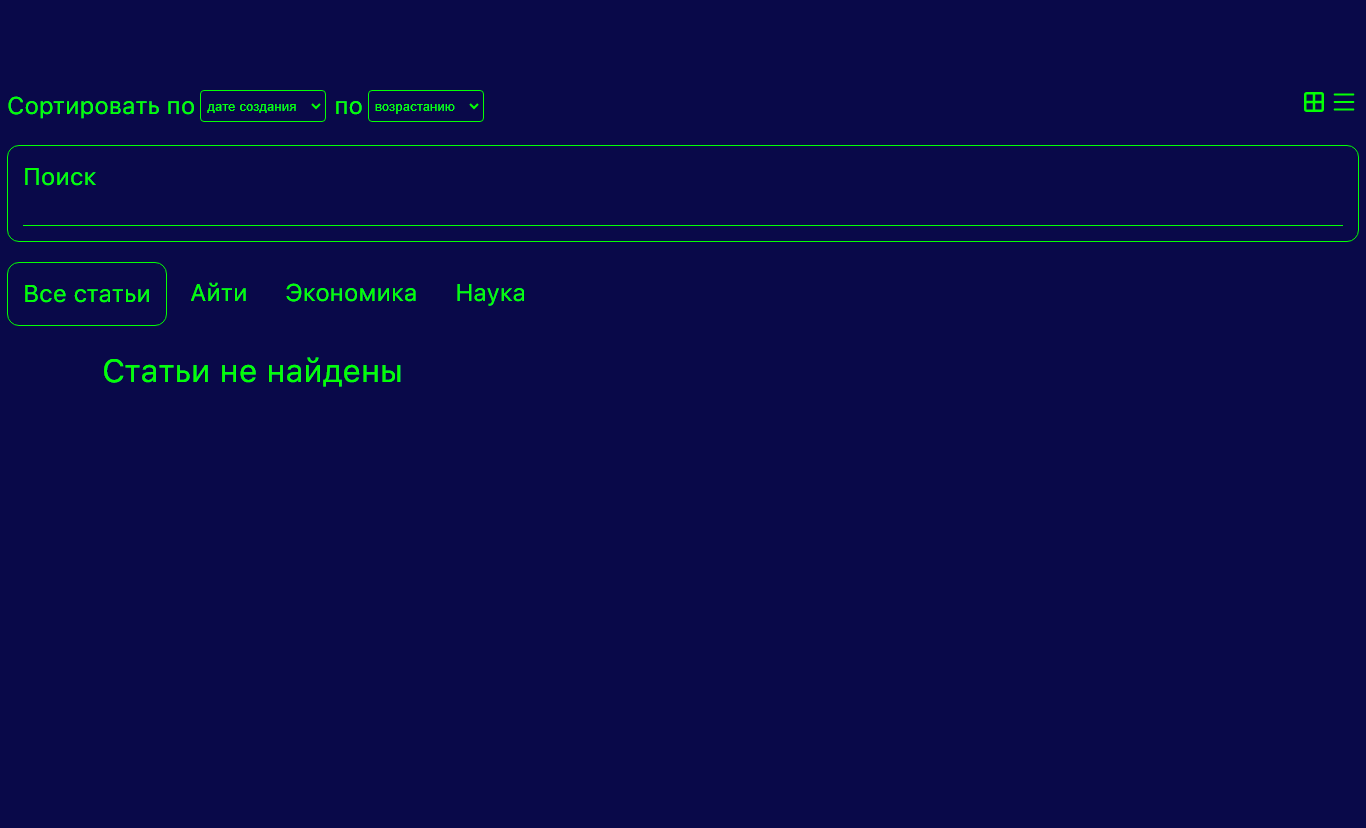 Сортировать по дате создания по возрастанию
Поиск
Все статьи Айти Экономика Наука
Статьи не найдены